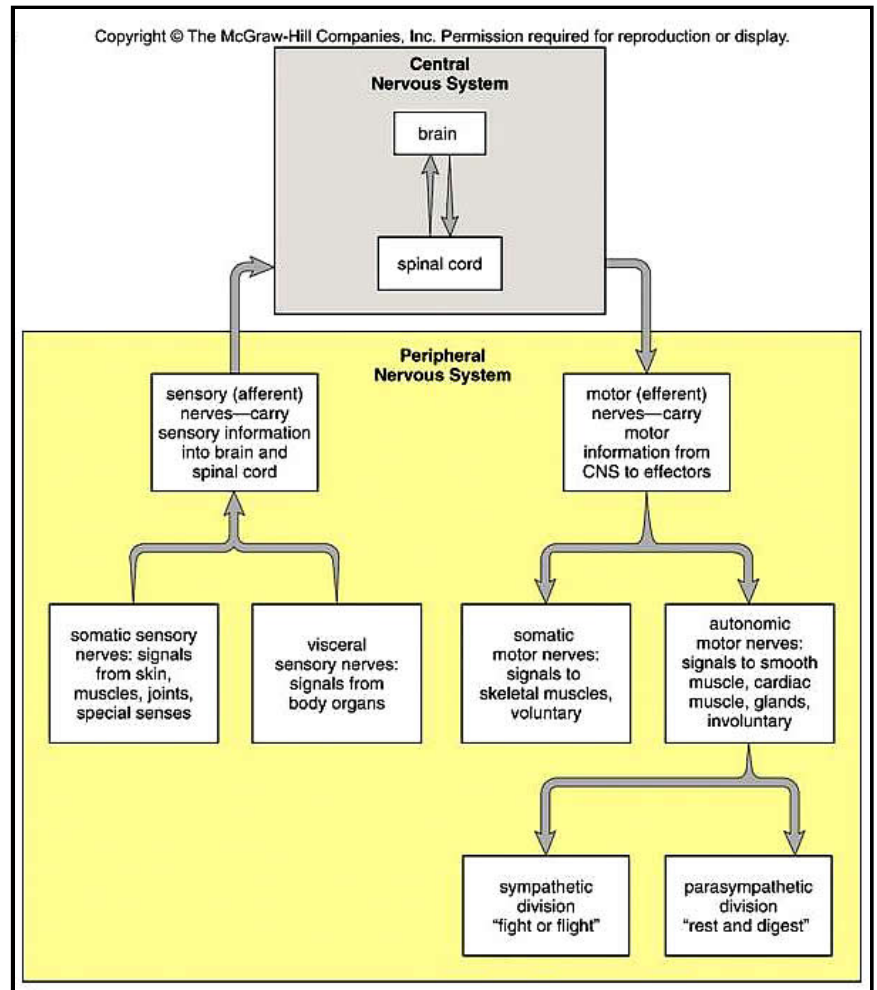 Copyright © The McGraw-Hill Companies, Inc. Permission required for reproduction or display.
Central
Nervous System
brain
spinal cord
Peripheral
Nervous System
sensory (afferent)
nerves—carry
sensory information
into brain and
spinal cord
motor (efferent)
nerves—carry
motor
information from
CNS to effectors
somatic sensory
nerves: signals
from skin,
muscles, joints,
special senses
visceral
sensory nerves:
signals from
body organs
somatic
motor nerves:
signals to
skeletal muscles,
voluntary
autonomic
motor nerves:
signals to smooth
muscle, cardiac
muscle, glands,
involuntary
sympathetic
division
“fight or flight”
parasympathetic
division
“rest and digest”